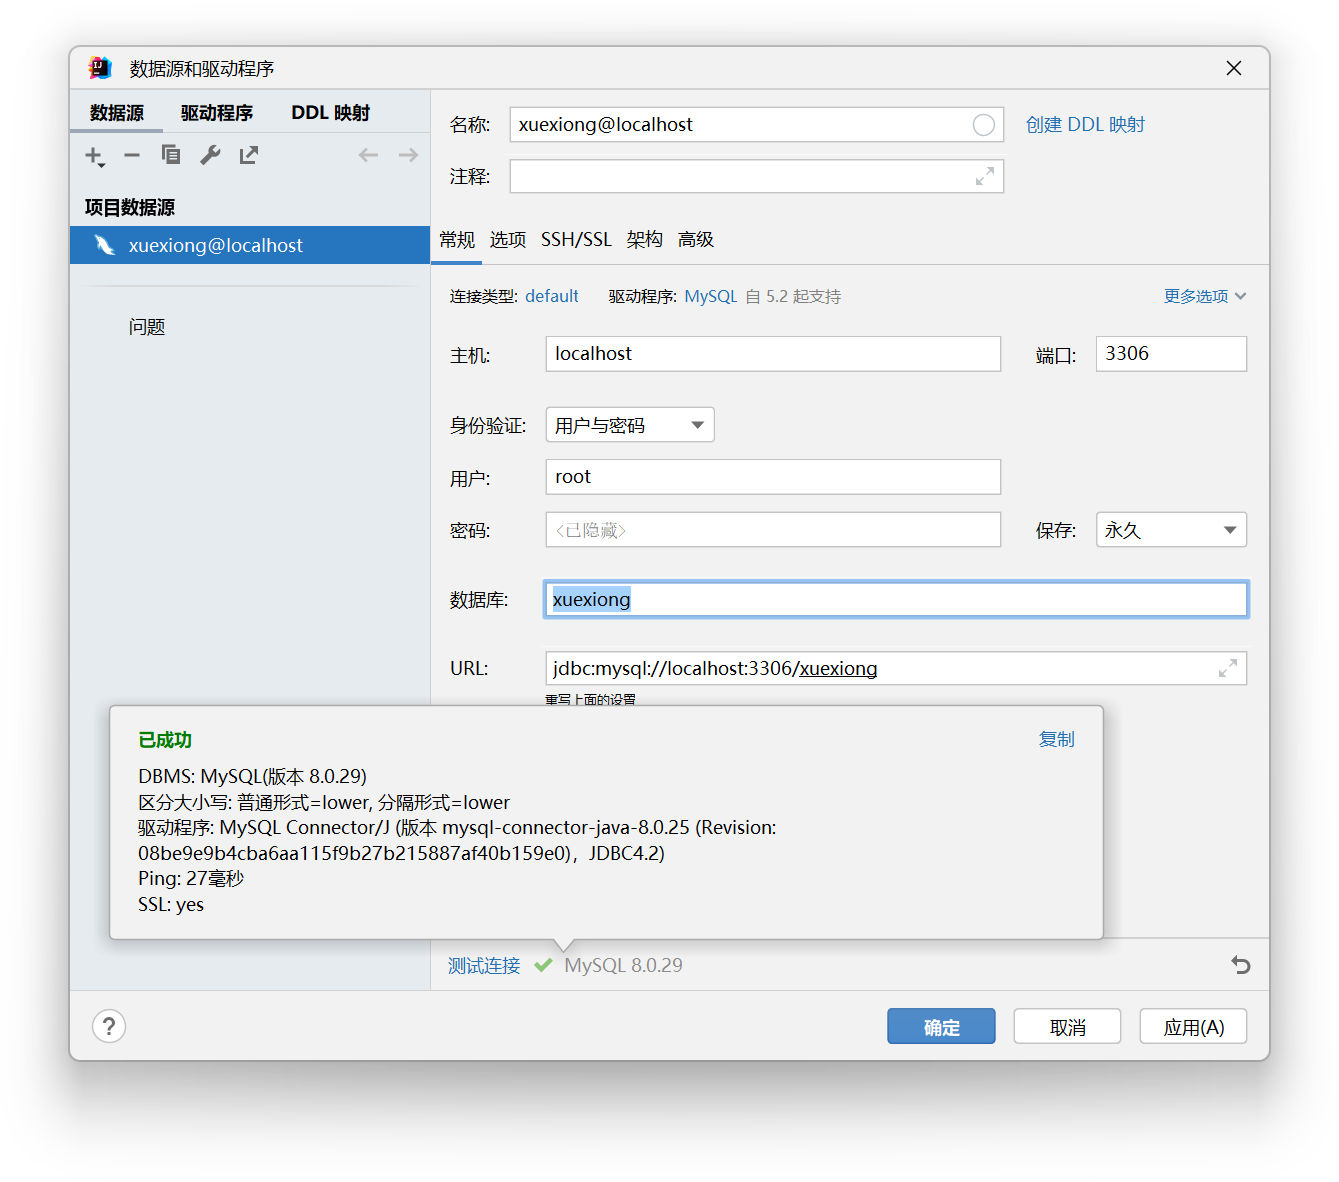 数据源和驱动程序
数据源 驱动程序 DDL 映射
项目数据源
xuexiong@localhost
问题
名称: xuexiong@localhost 创建 DDL 映射
注释:
常规 选项 SSH/SSL 架构 高级
连接类型: default 驱动程序: MySQL 自 5.2 起支持 更多选项
主机: localhost 端口: 3306
身份验证: 用户与密码
用户: root
密码: <已隐藏> 保存: 永久
数据库: xuexiong
URL: jdbc:mysql://localhost:3306/xuexiong
重写上面的设置
已成功 复制
DBMS: MySQL(版本 8.0.29)
区分大小写: 普通形式=lower, 分隔形式=lower
驱动程序: MySQL Connector/J (版本 mysql-connector-java-8.0.25 (Revision:
08be9e9b4cba6aa115f9b27b215887af40b159e0)，JDBC4.2)
Ping: 27毫秒
SSL: yes
测试连接 MySQL 8.0.29
? 确定 取消 应用(A)